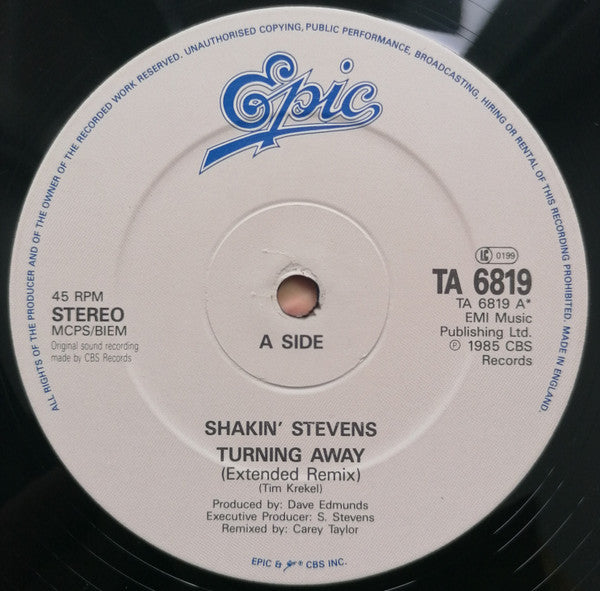 ALL RIGHTS OF THE PRODUCER AND OF THE OWNER OF THE RECORDED WORK RESERVED. UNAUTHORISED COPYING, PUBLIC PERFORMANCE, BROADCASTING, HIRING OR RENTAL OF THIS RECORDING PROHIBITED. MADE IN ENGLAND.
Epic
45 RPM
STEREO
MCPS/BIEM
Original sound recording
made by CBS Records
A SIDE
LC 0199
TA 6819
TA 6819 A*
EMI Music
Publishing Ltd.
℗ 1985 CBS
Records
SHAKIN' STEVENS
TURNING AWAY
(Extended Remix)
(Tim Krekel)
Produced by: Dave Edmunds
Executive Producer: S. Stevens
Remixed by: Carey Taylor
EPIC & ® CBS INC.